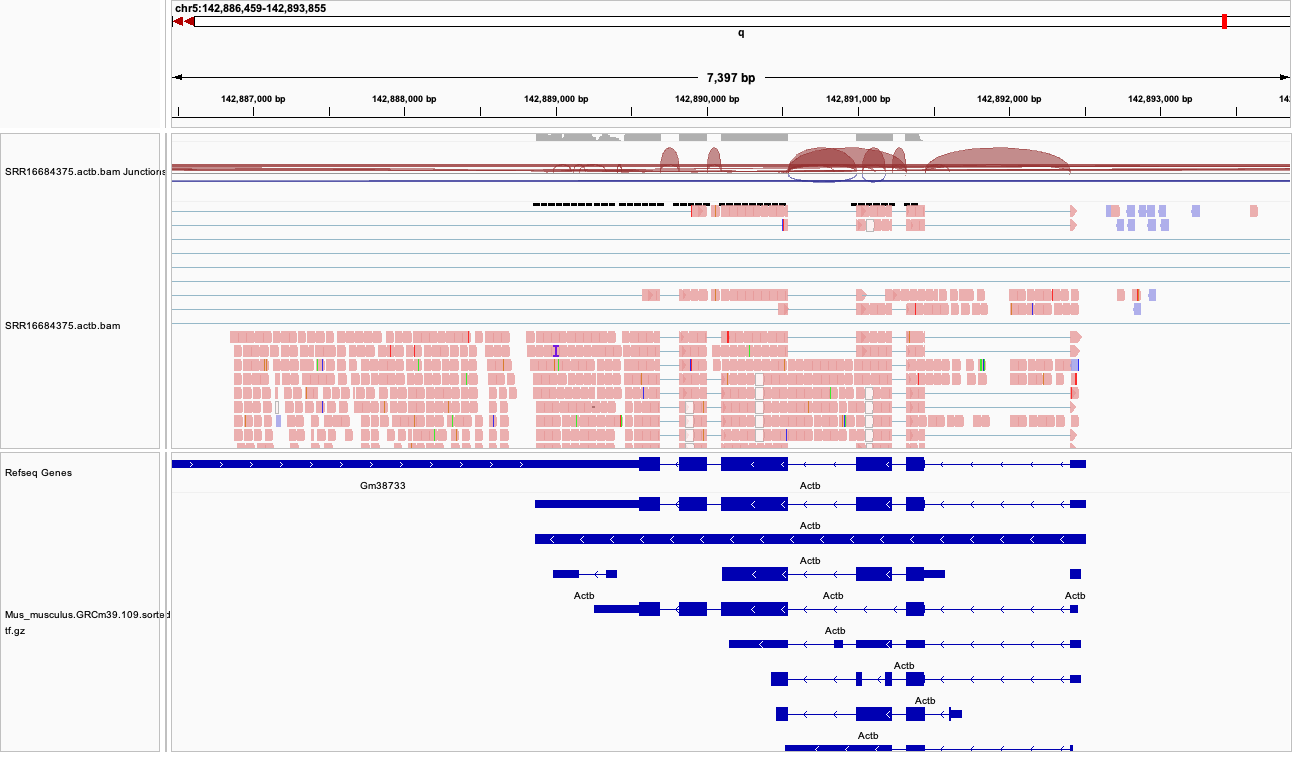 chr5:142,886,459-142,893,855
q
7,397 bp
142,887,000 bp 142,888,000 bp 142,889,000 bp 142,890,000 bp 142,891,000 bp 142,892,000 bp 142,893,000 bp 14
SRR16684375.actb.bam Junctions
SRR16684375.actb.bam
Refseq Genes
Gm38733 Actb
Actb
Actb
Actb Actb Actb
Mus_musculus.GRCm39.109.sorted
tf.gz
Actb
Actb
Actb
Actb